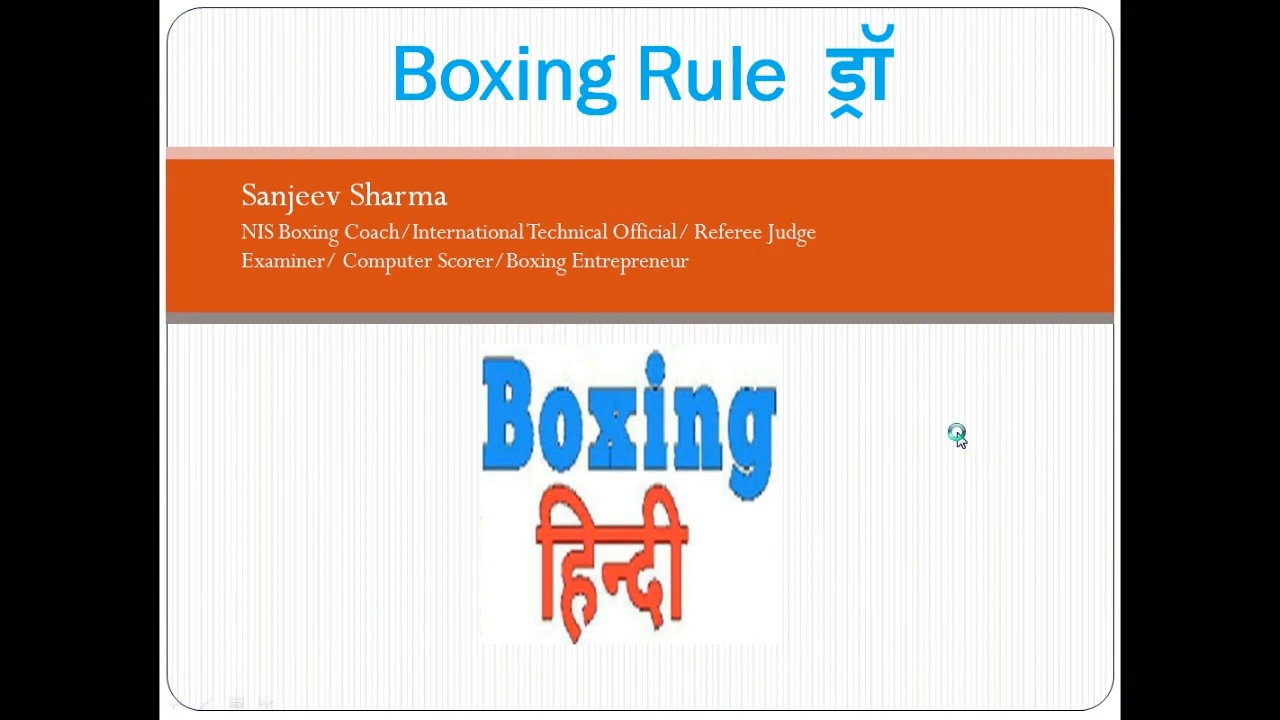 Boxing Rule ड्रॉ
Sanjeev Sharma
NIS Boxing Coach/International Technical Official/ Referee Judge
Examiner/ Computer Scorer/Boxing Entrepreneur
Boxing
हिन्दी